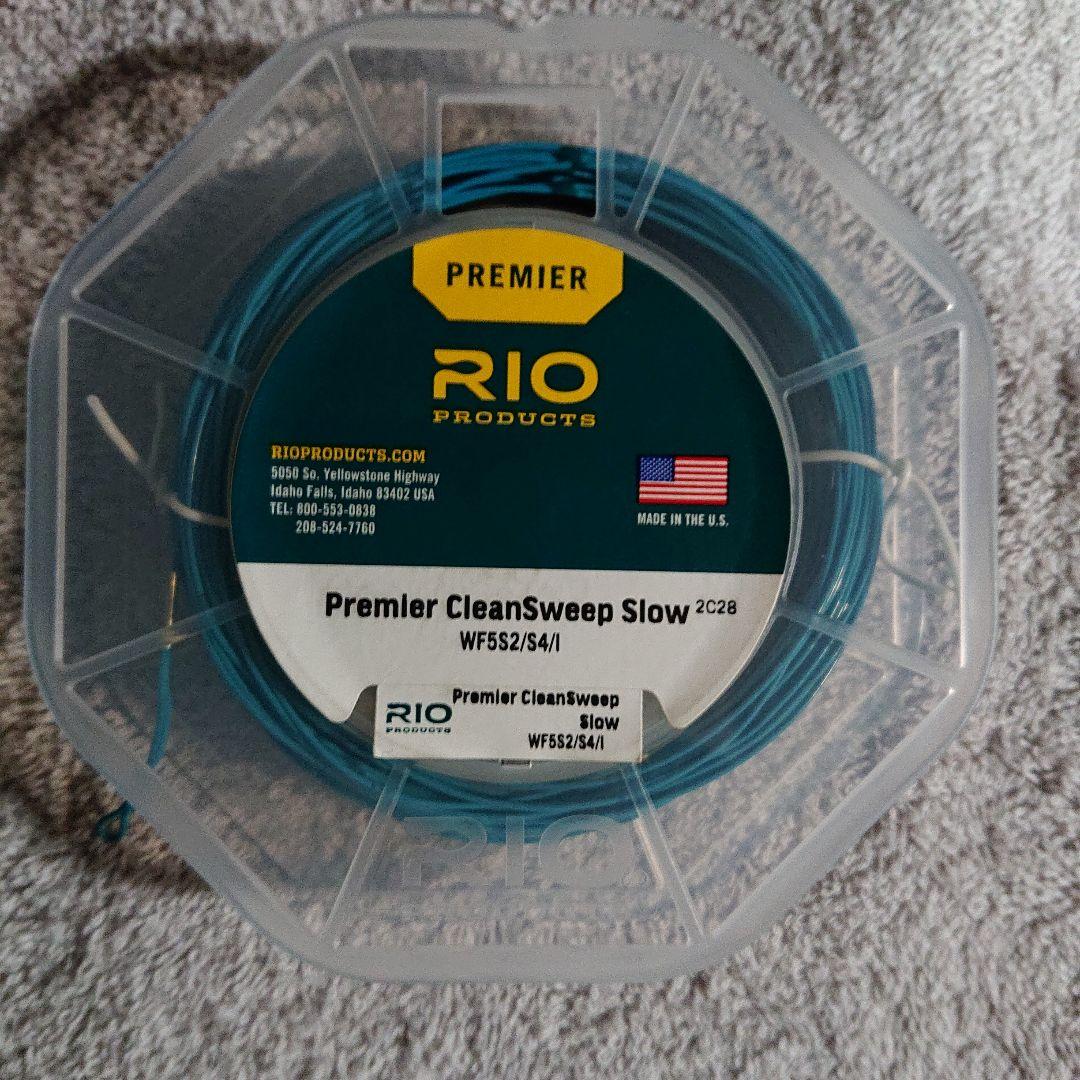 PREMIER
RIO
PRODUCTS
RIOPRODUCTS.COM
5050 So. Yellowstone Highway
Idaho Falls, Idaho 83402 USA
TEL: 800-553-0838
208-524-7760
MADE IN THE U.S.
Premier CleanSweep Slow 2C28
WF5S2/S4/I
RIO
PRODUCTS
Premier CleanSweep
Slow
WF5S2/S4/I
RIO